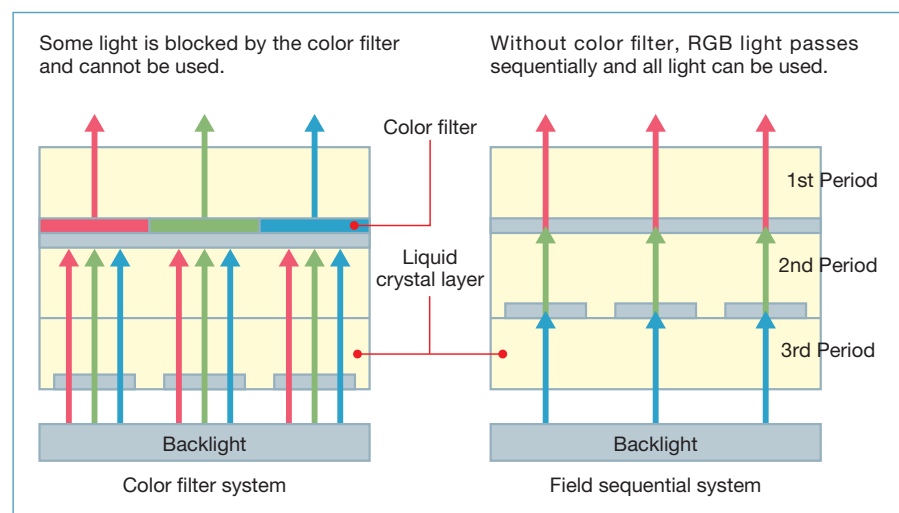 Some light is blocked by the color filter
and cannot be used.
Without color filter, RGB light passes
sequentially and all light can be used.
Color filter
1st Period
Liquid
crystal layer
2nd Period
3rd Period
Backlight
Backlight
Color filter system
Field sequential system